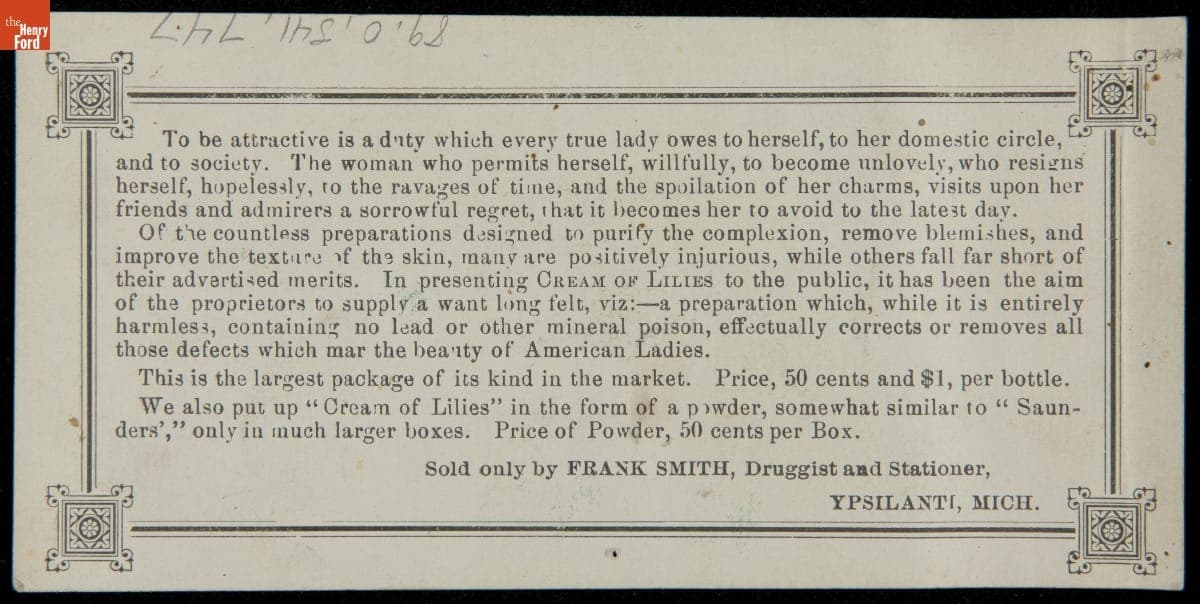 the
Henry
Ford
89.0.541.747
To be attractive is a duty which every true lady owes to herself, to her domestic circle,
and to society. The woman who permits herself, willfully, to become unlovely, who resigns
herself, hopelessly, to the ravages of time, and the spoilation of her charms, visits upon her
friends and admirers a sorrowful regret, that it becomes her to avoid to the latest day.
Of the countless preparations designed to purify the complexion, remove blemishes, and
improve the texture of the skin, many are positively injurious, while others fall far short of
their advertised merits. In presenting CREAM OF LILIES to the public, it has been the aim
of the proprietors to supply a want long felt, viz:—a preparation which, while it is entirely
harmless, containing no lead or other mineral poison, effectually corrects or removes all
those defects which mar the beauty of American Ladies.
This is the largest package of its kind in the market. Price, 50 cents and $1, per bottle.
We also put up "Cream of Lilies" in the form of a powder, somewhat similar to "Saun-
ders'," only in much larger boxes. Price of Powder, 50 cents per Box.
Sold only by FRANK SMITH, Druggist and Stationer,
YPSILANTI, MICH.